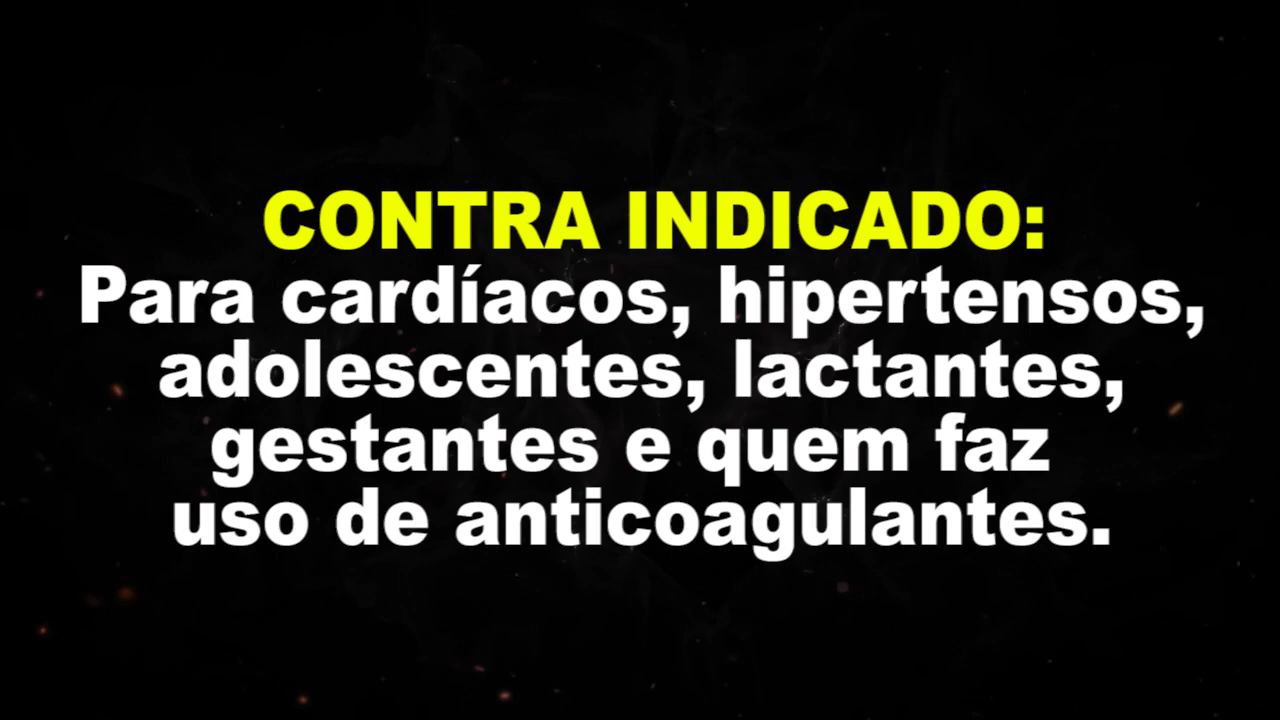 CONTRA INDICADO:
Para cardíacos, hipertensos,
adolescentes, lactantes,
gestantes e quem faz
uso de anticoagulantes.